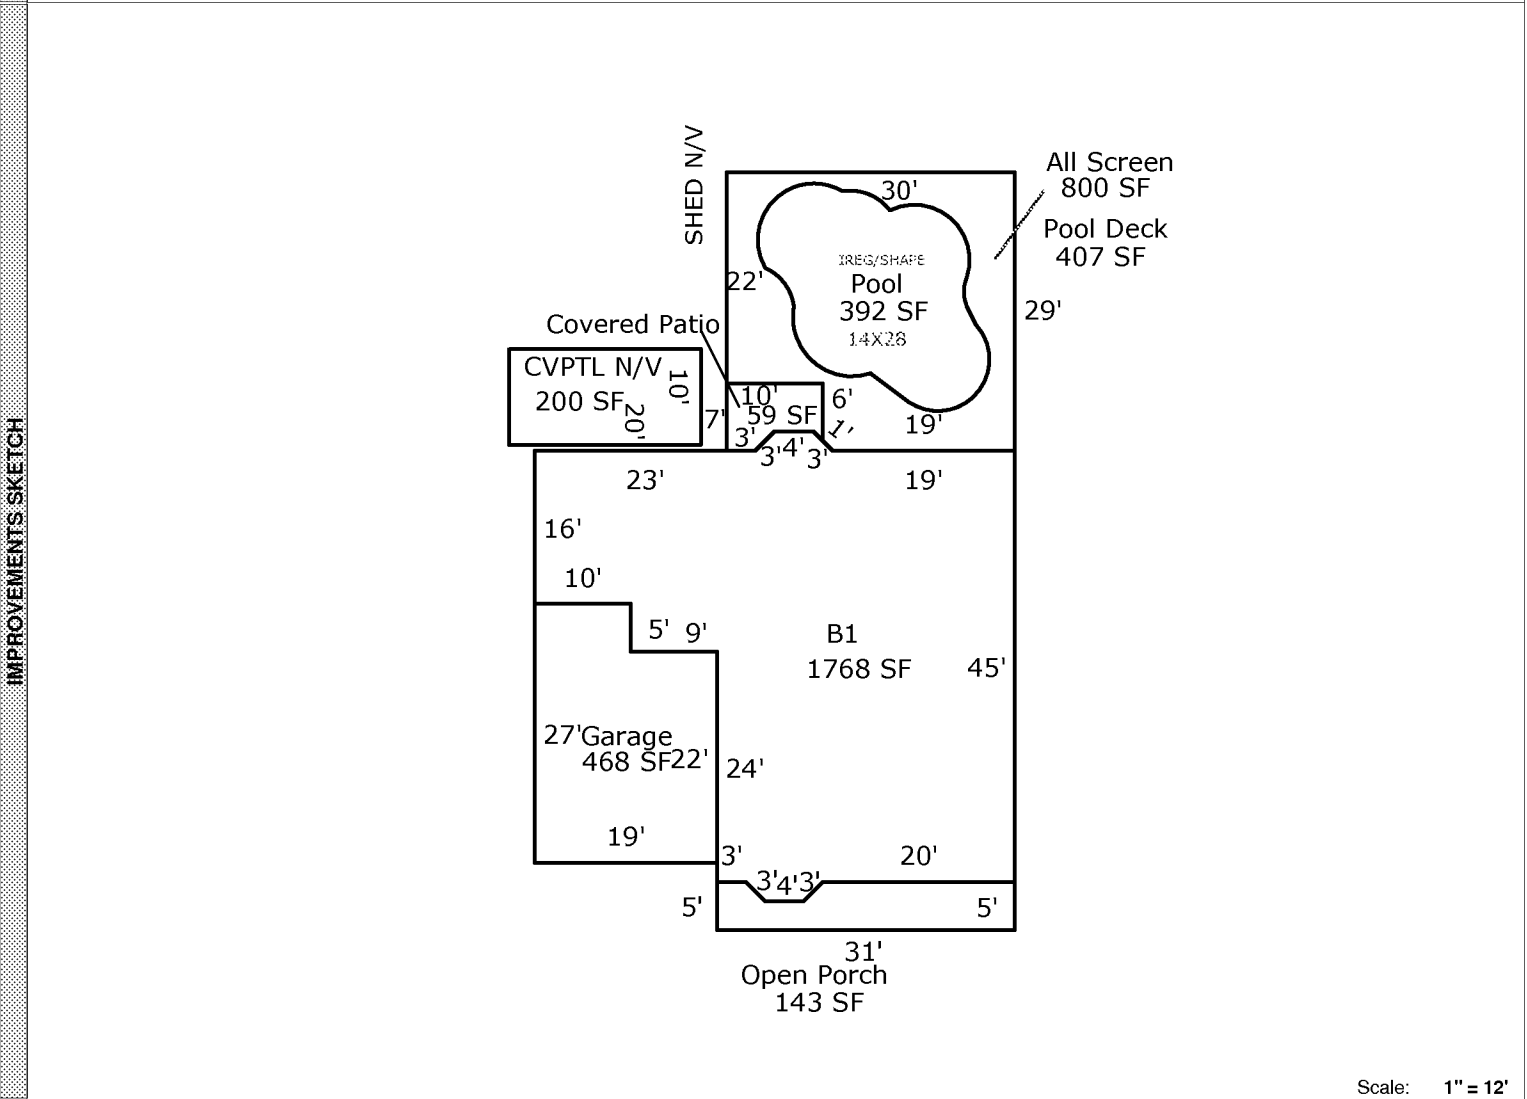 IMPROVEMENTS SKETCH
SHED N/V
All Screen
800 SF
30'
Pool Deck
407 SF
IREG/SHAPE
22'
Pool
392 SF
29'
14X28
Covered Patio
CVPTL N/V
10'
200 SF
20'
7'
10'
6'
59 SF
1'
19'
3'
3'
4'
3'
23'
19'
16'
10'
5'
9'
B1
1768 SF
45'
27'
Garage
468 SF
22'
24'
19'
3'
20'
3'
4'
3'
5'
5'
31'
Open Porch
143 SF
Scale: 1" = 12'